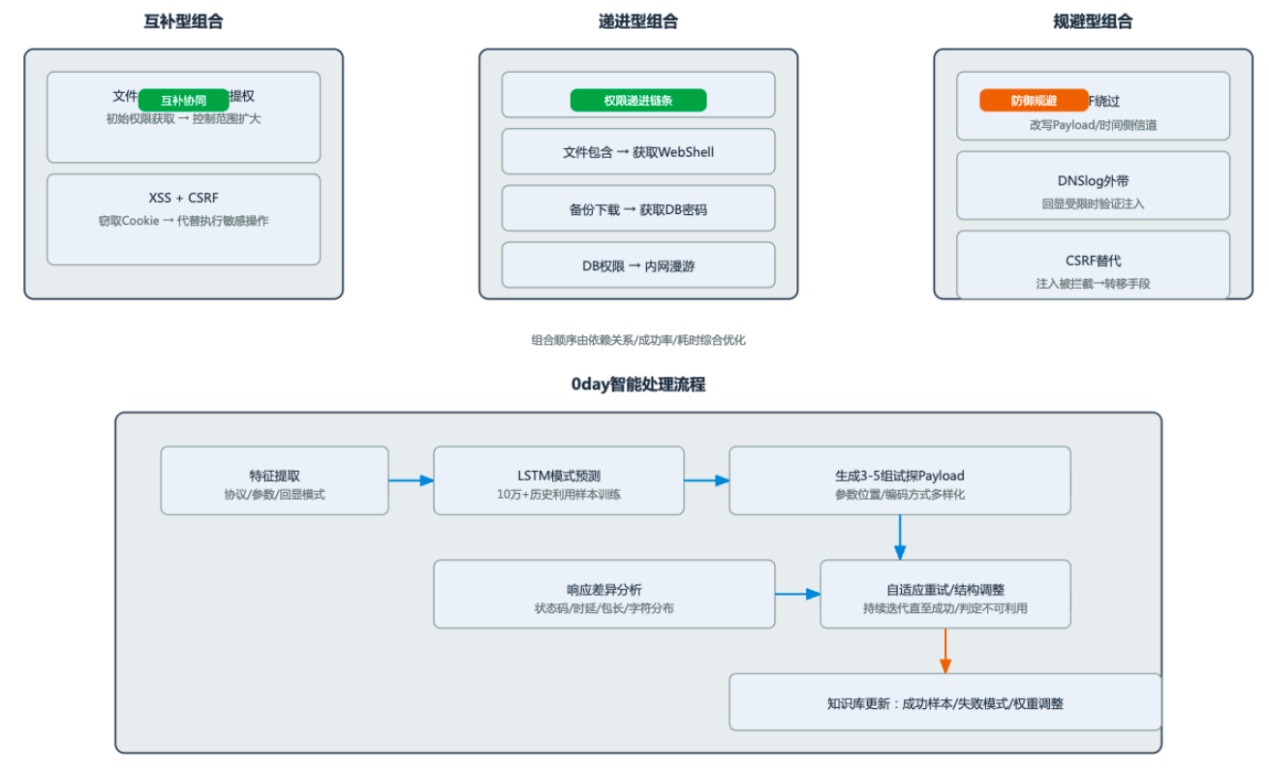 互补型组合
文件
互补协同
提权
初始权限获取 → 控制范围扩大
XSS + CSRF
窃取Cookie → 代替执行敏感操作
递进型组合
权限递进链条
文件包含 → 获取WebShell
备份下载 → 获取DB密码
DB权限 → 内网漫游
规避型组合
防御规避
F绕过
改写Payload/时间侧信道
DNSlog外带
回显受限时验证注入
CSRF替代
注入被拦截→转移手段
组合顺序由依赖关系/成功率/耗时综合优化
0day智能处理流程
特征提取
协议/参数/回显模式
LSTM模式预测
10万+历史利用样本训练
生成3-5组试探Payload
参数位置/编码方式多样化
响应差异分析
状态码/时延/包长/字符分布
自适应重试/结构调整
持续迭代直至成功/判定不可利用
知识库更新：成功样本/失败模式/权重调整